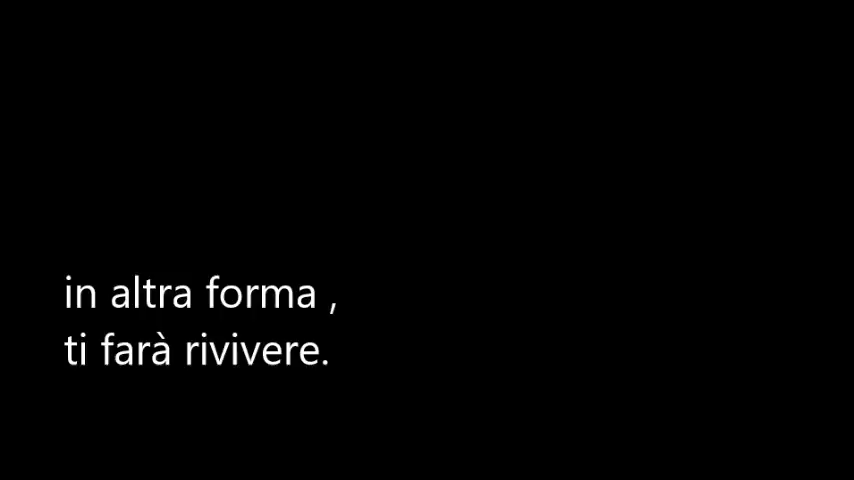 in altra forma ,
ti farà rivivere.